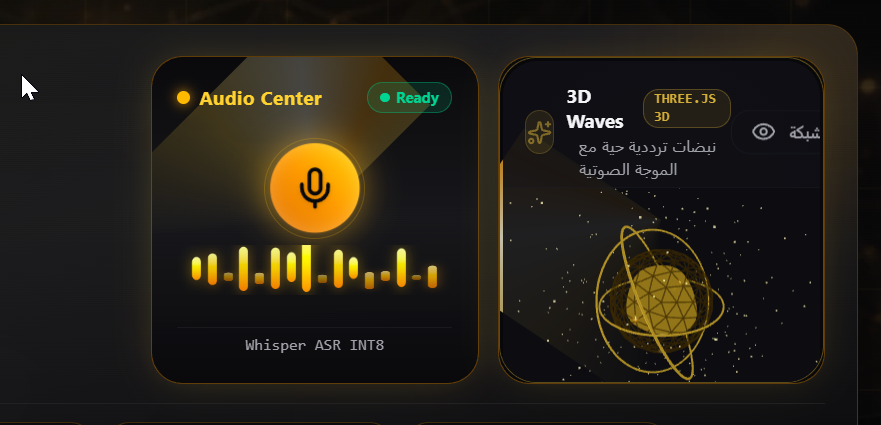 Audio Center
Ready
Whisper ASR INT8
3D
Waves
THREE.JS
3D
شبكة
نبضات ترددية حية مع
الموجة الصوتية